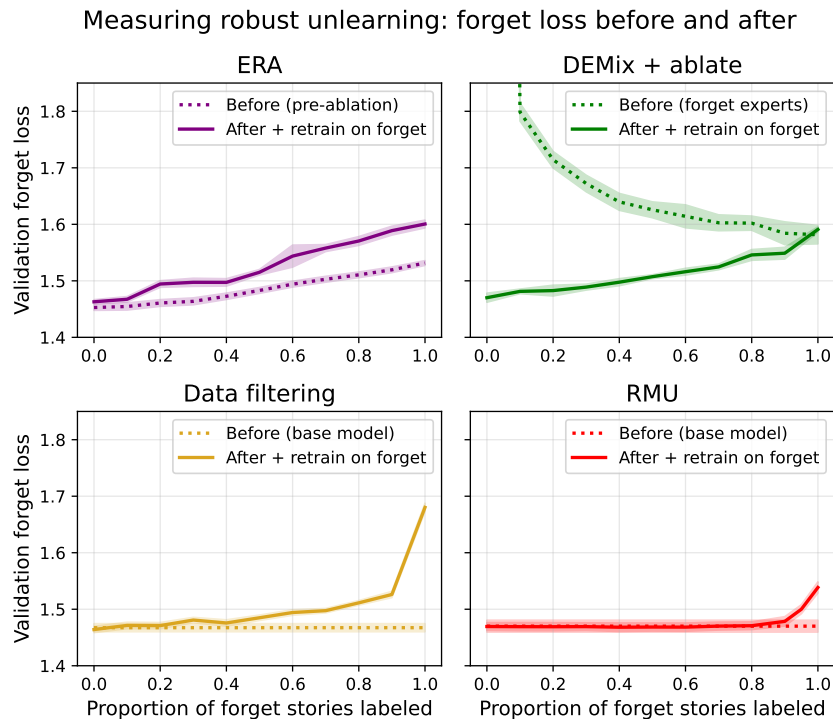 Measuring robust unlearning: forget loss before and after
ERA
DEMix + ablate
Validation forget loss
1.8
1.7
1.6
1.5
1.4
Before (pre-ablation)
After + retrain on forget
0.0 0.2 0.4 0.6 0.8 1.0
Before (forget experts)
After + retrain on forget
0.0 0.2 0.4 0.6 0.8 1.0
Data filtering
RMU
Validation forget loss
1.8
1.7
1.6
1.5
1.4
Before (base model)
After + retrain on forget
0.0 0.2 0.4 0.6 0.8 1.0
Proportion of forget stories labeled
Before (base model)
After + retrain on forget
0.0 0.2 0.4 0.6 0.8 1.0
Proportion of forget stories labeled